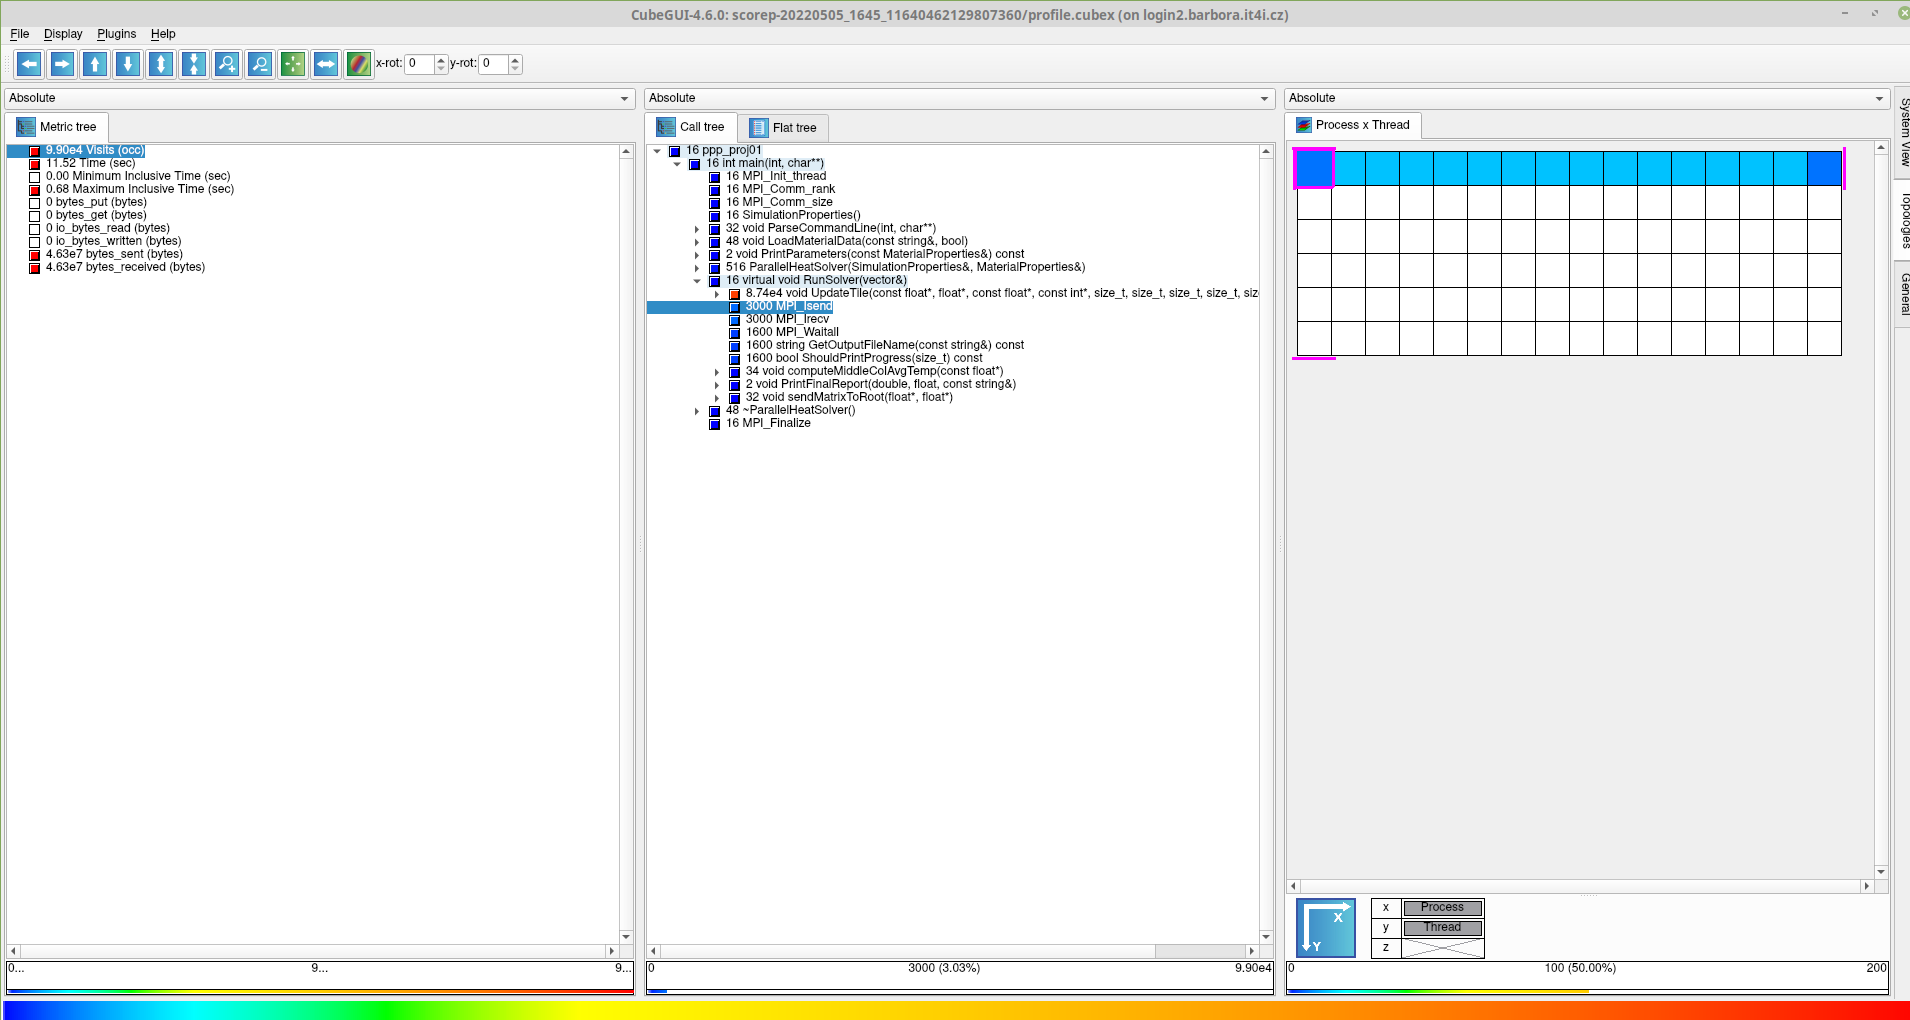 CubeGUI-4.6.0: scorep-20220505_1645_11640462129807360/profile.cubex (on login2.barbora.it4i.cz)
File Display Plugins Help
x-rot: 0 y-rot: 0
Absolute
Metric tree
9.90e4 Visits (occ)
11.52 Time (sec)
0.00 Minimum Inclusive Time (sec)
0.68 Maximum Inclusive Time (sec)
0 bytes_put (bytes)
0 bytes_get (bytes)
0 io_bytes_read (bytes)
0 io_bytes_written (bytes)
4.63e7 bytes_sent (bytes)
4.63e7 bytes_received (bytes)
0... 9... 9...
Absolute
Call tree Flat tree
16 ppp_proj01
16 int main(int, char**)
16 MPI_Init_thread
16 MPI_Comm_rank
16 MPI_Comm_size
16 SimulationProperties()
32 void ParseCommandLine(int, char**)
48 void LoadMaterialData(const string&, bool)
2 void PrintParameters(const MaterialProperties&) const
516 ParallelHeatSolver(SimulationProperties&, MaterialProperties&)
16 virtual void RunSolver(vector&)
8.74e4 void UpdateTile(const float*, float*, const float*, const int*, size_t, size_t, size_t, size_t, siz
3000 MPI_Isend
3000 MPI_Irecv
1600 MPI_Waitall
1600 string GetOutputFileName(const string&) const
1600 bool ShouldPrintProgress(size_t) const
34 void computeMiddleColAvgTemp(const float*)
2 void PrintFinalReport(double, float, const string&)
32 void sendMatrixToRoot(float*, float*)
48 ~ParallelHeatSolver()
16 MPI_Finalize
0 3000 (3.03%) 9.90e4
Absolute
Process x Thread
X
Y
x Process
y Thread
z
0 100 (50.00%) 200
System View
Topologies
General